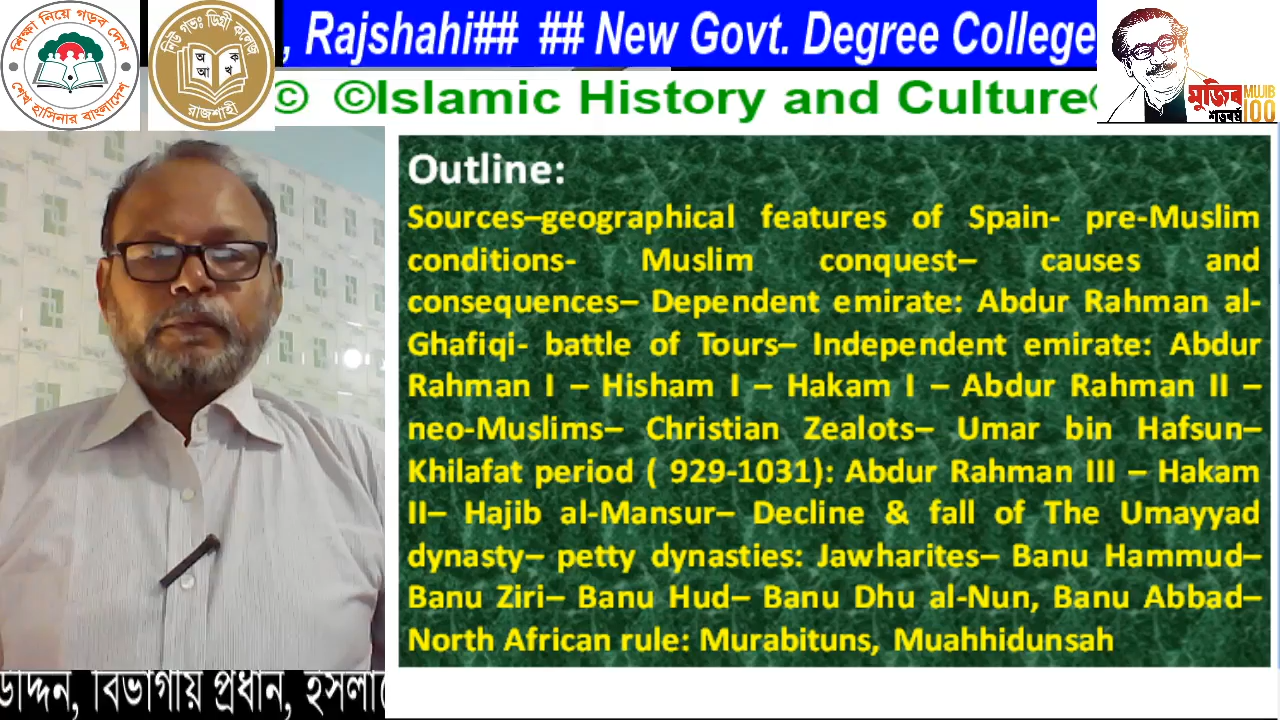 শিক্ষা নিয়ে গড়ব দেশ
শেখ হাসিনার বাংলাদেশ
নিউ গভঃ ডিগ্রী কলেজ
অ ক
আ খ
রাজশাহী
, Rajshahi## ## New Govt. Degree College,
© ©Islamic History and Culture©
মুজিব
শতবর্ষ
MUJIB
100
Outline:
Sources–geographical features of Spain- pre-Muslim
conditions- Muslim conquest– causes and
consequences– Dependent emirate: Abdur Rahman al-
Ghafiqi- battle of Tours– Independent emirate: Abdur
Rahman I – Hisham I – Hakam I – Abdur Rahman II –
neo-Muslims– Christian Zealots– Umar bin Hafsun–
Khilafat period ( 929-1031): Abdur Rahman III – Hakam
II– Hajib al-Mansur– Decline & fall of The Umayyad
dynasty– petty dynasties: Jawharites– Banu Hammud–
Banu Ziri– Banu Hud– Banu Dhu al-Nun, Banu Abbad–
North African rule: Murabituns, Muahhidunsah
বিভাগীয় প্রধান,